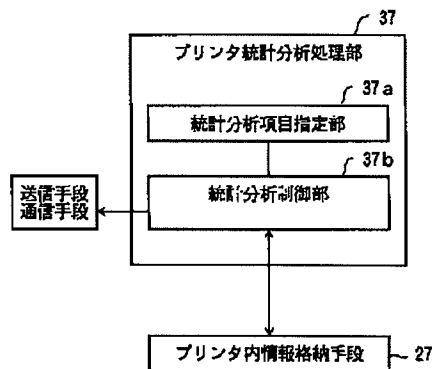 37
プリンタ統計分析処理部
37a
統計分析項目指定部
37b
統計分析制御部
送信手段
通信手段
プリンタ内情報格納手段
27